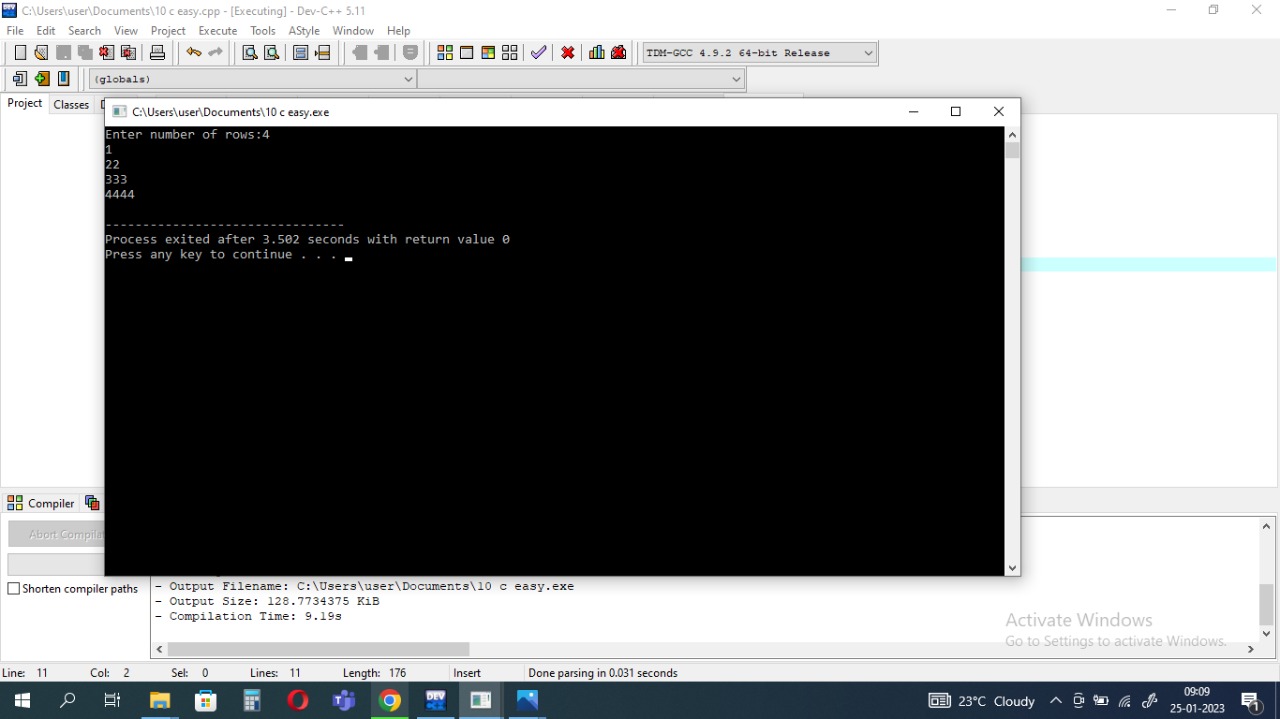 C:\Users\user\Documents\10 c easy.cpp - [Executing] - Dev-C++ 5.11
File Edit Search View Project Execute Tools AStyle Window Help
TDM-GCC 4.9.2 64-bit Release
(globals)
Project Classes
C:\Users\user\Documents\10 c easy.exe
Enter number of rows:4
1
22
333
4444
--------------------------------
Process exited after 3.502 seconds with return value 0
Press any key to continue . . .
Compiler
Abort
Shorten compiler paths
- Output Filename: C:\Users\user\Documents\10 c easy.exe
- Output Size: 128.7734375 KiB
- Compilation Time: 9.19s
Activate Windows
Go to Settings to activate Windows.
Line: 11 Col: 2 Sel: 0 Lines: 11 Length: 176 Insert Done parsing in 0.031 seconds
DEV
23°C Cloudy
09:09
25-01-2023
1